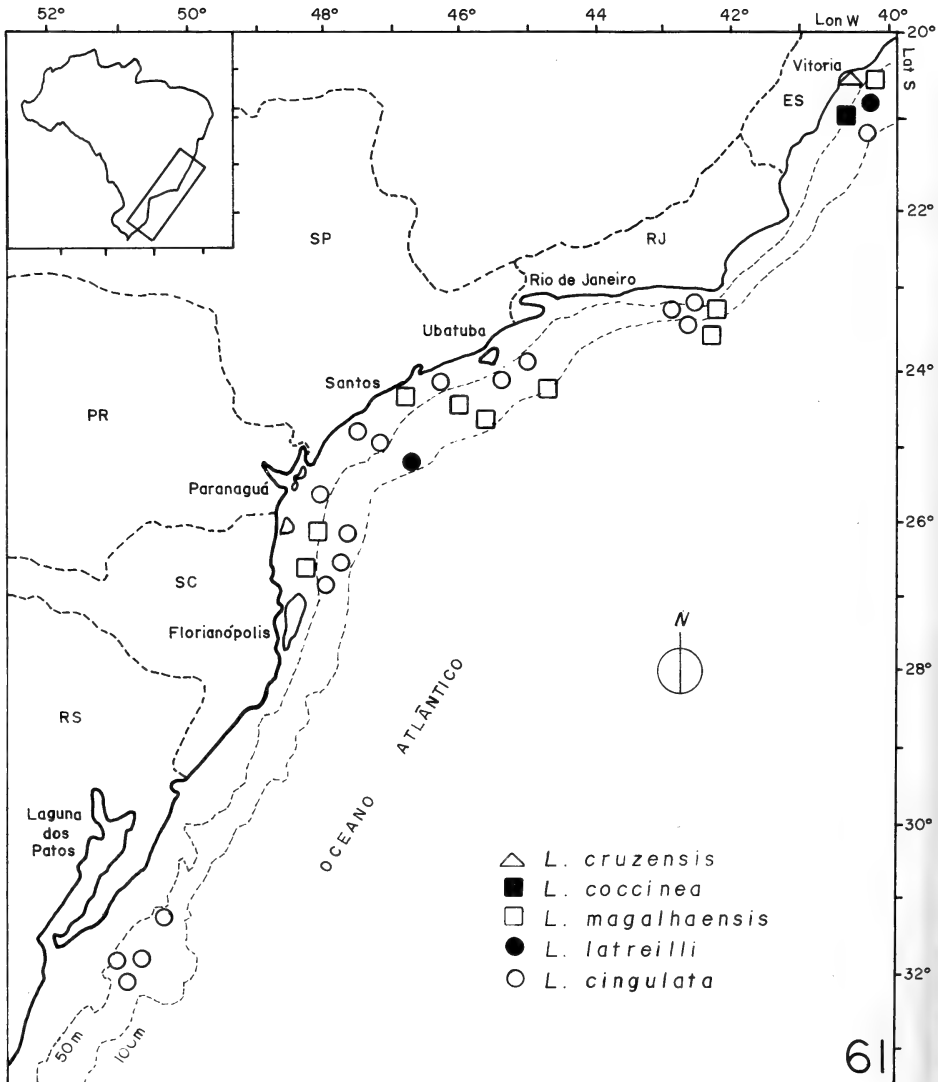 52° 50° 48° 46° 44 42° 40°
Lon W
20°
Lat S
Vitoria
ES
22°
SP
RJ
Rio de Janeiro
Ubatuba
24°
Santos
PR
Paranaguá
26°
SC
Florianópolis
N
28°
RS
OCEANO ATLÂNTICO
Laguna
dos
Patos
30°
L. cruzensis
L. coccinea
L. magalhaensis
L. latreilli
L. cingulata
32°
50m
100m
61